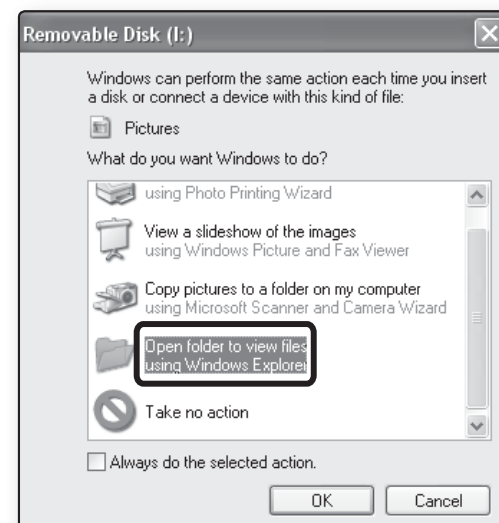 Removable Disk (I:)
Windows can perform the same action each time you insert
a disk or connect a device with this kind of file:
Pictures
What do you want Windows to do?
using Photo Printing Wizard
View a slideshow of the images
using Windows Picture and Fax Viewer
Copy pictures to a folder on my computer
using Microsoft Scanner and Camera Wizard
Open folder to view files
using Windows Explorer
Take no action
Always do the selected action.
OK
Cancel